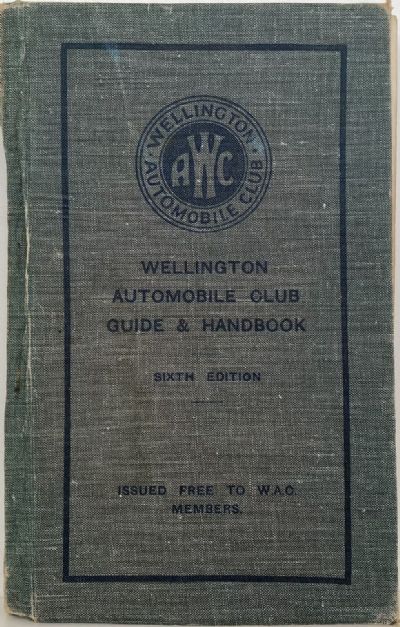 · WELLINGTON ·
AUTOMOBILE CLUB
AWC
WELLINGTON
AUTOMOBILE CLUB
GUIDE & HANDBOOK
SIXTH EDITION
ISSUED FREE TO W.A.C.
MEMBERS.